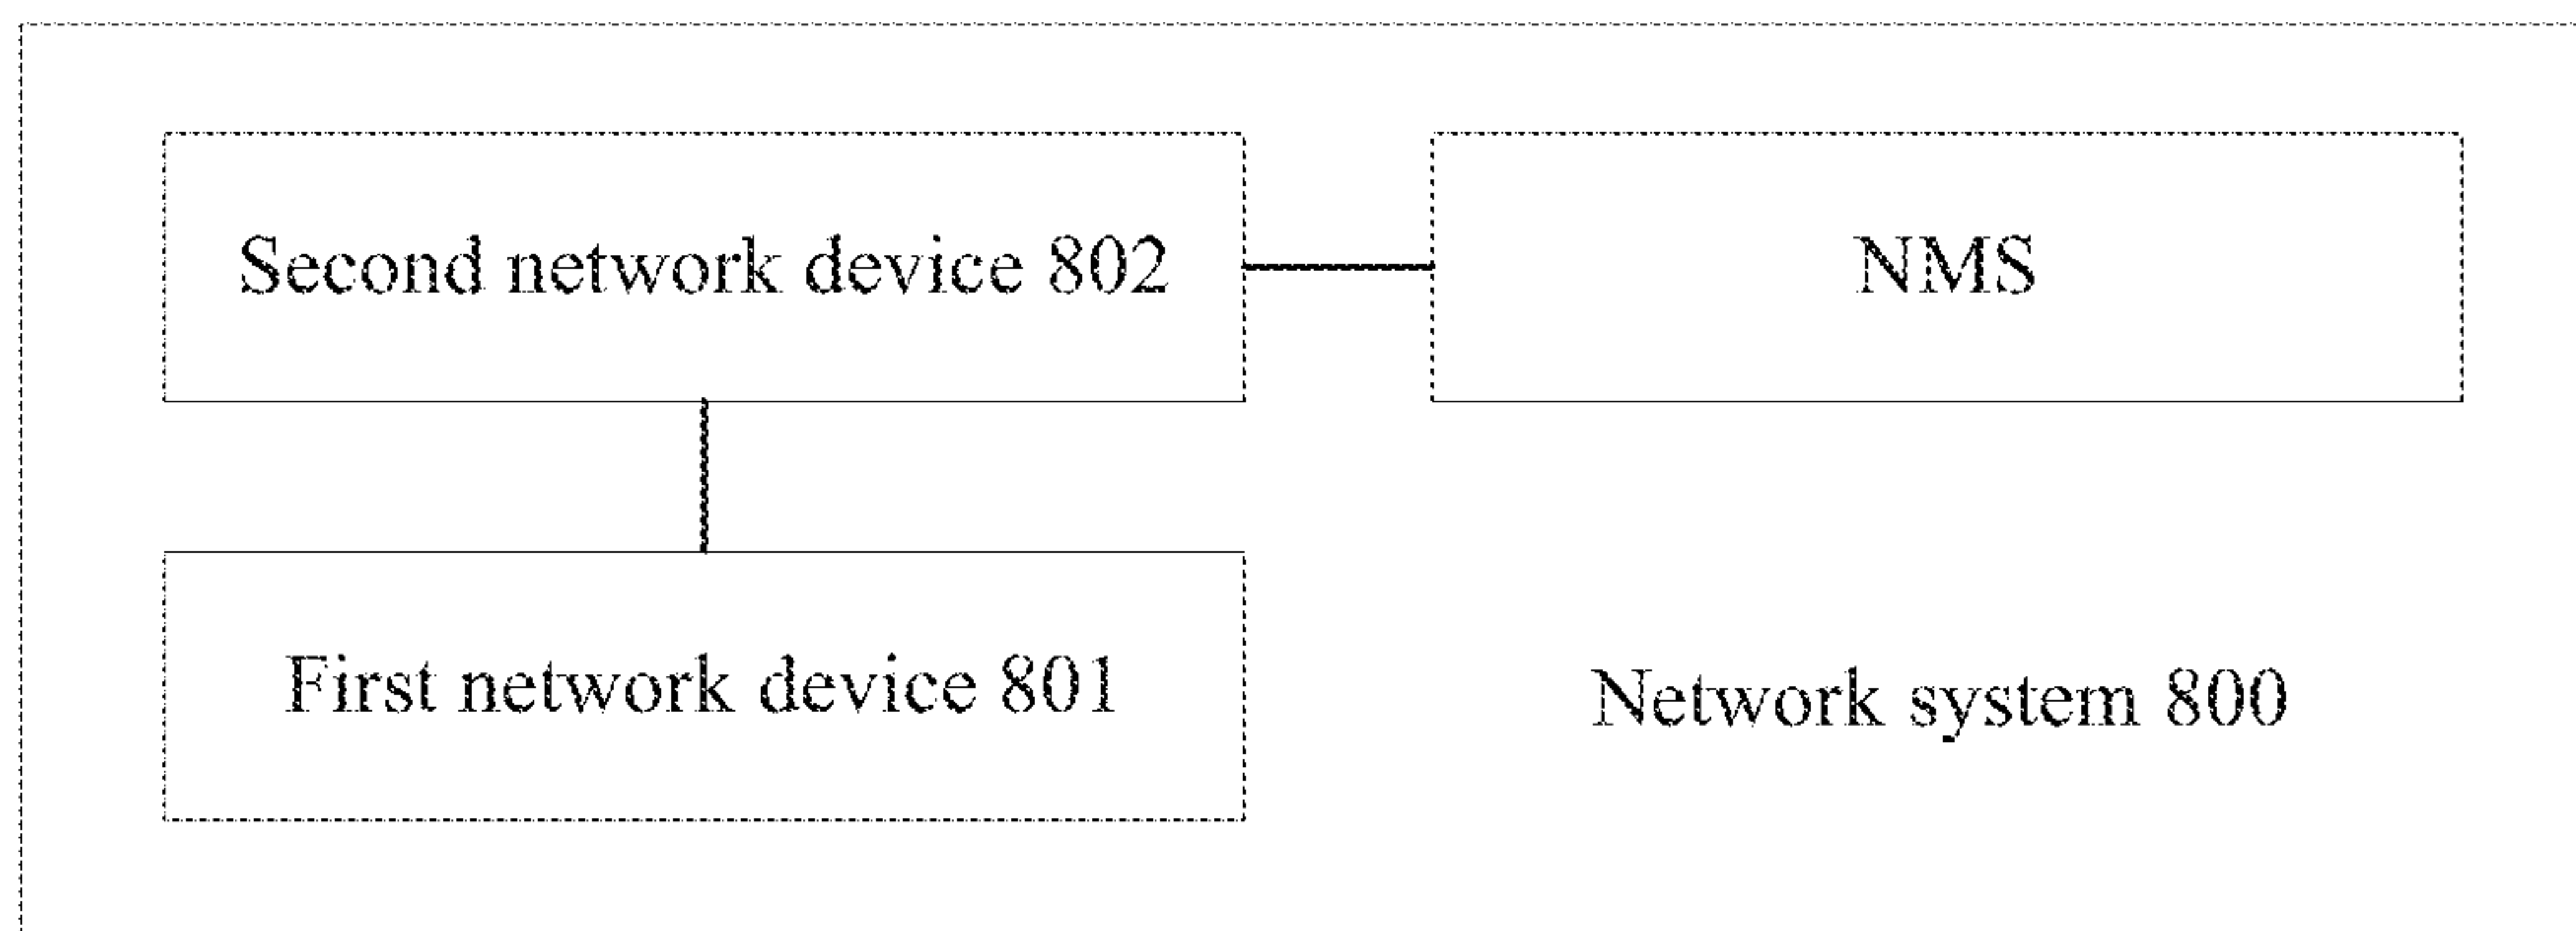 Second network device 802
NMS
First network device 801
Network system 800